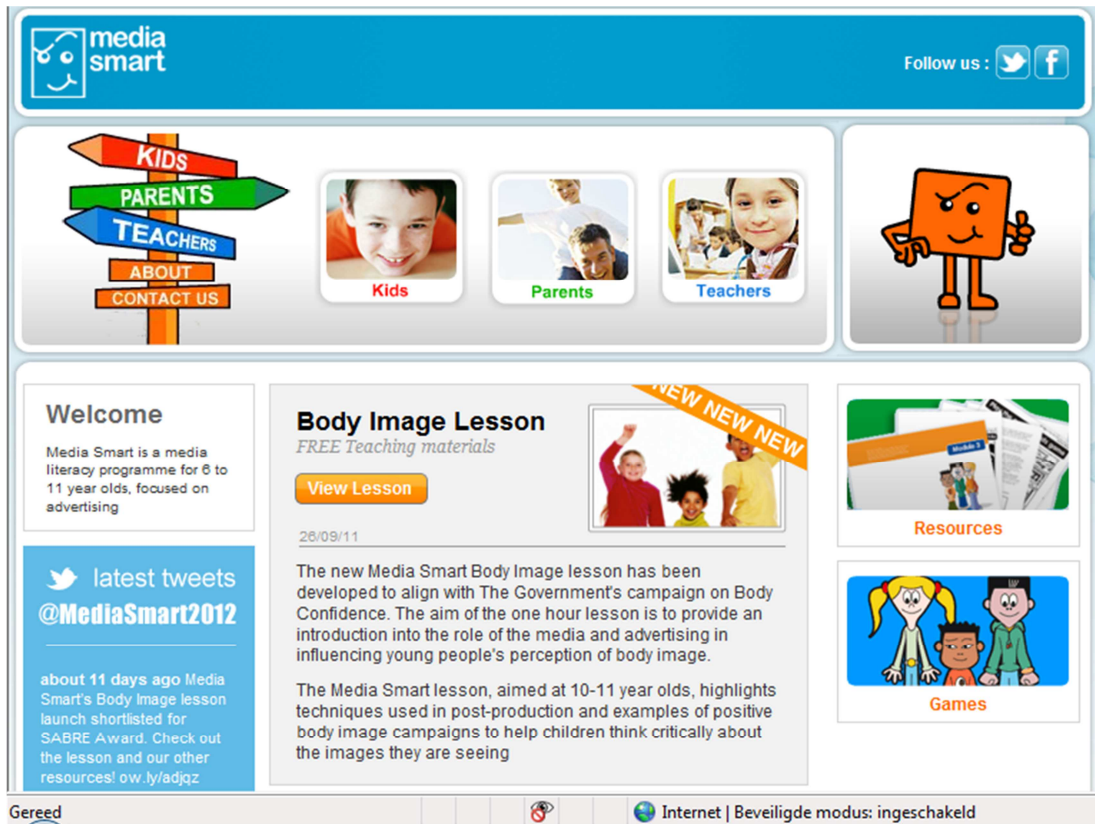 media
smart
Follow us :
KIDS
PARENTS
TEACHERS
ABOUT
CONTACT US
Kids
Parents
Teachers
Welcome
Media Smart is a media
literacy programme for 6 to
11 year olds, focused on
advertising
latest tweets
@MediaSmart2012
about 11 days ago Media
Smart's Body Image lesson
launch shortlisted for
SABRE Award. Check out
the lesson and our other
resources! ow.ly/adjqz
Body Image Lesson
FREE Teaching materials
View Lesson
NEW NEW NEW
26/09/11
The new Media Smart Body Image lesson has been
developed to align with The Government's campaign on Body
Confidence. The aim of the one hour lesson is to provide an
introduction into the role of the media and advertising in
influencing young people's perception of body image.
The Media Smart lesson, aimed at 10-11 year olds, highlights
techniques used in post-production and examples of positive
body image campaigns to help children think critically about
the images they are seeing
Module 3
Resources
Games
Gereed
Internet | Beveiligde modus: ingeschakeld